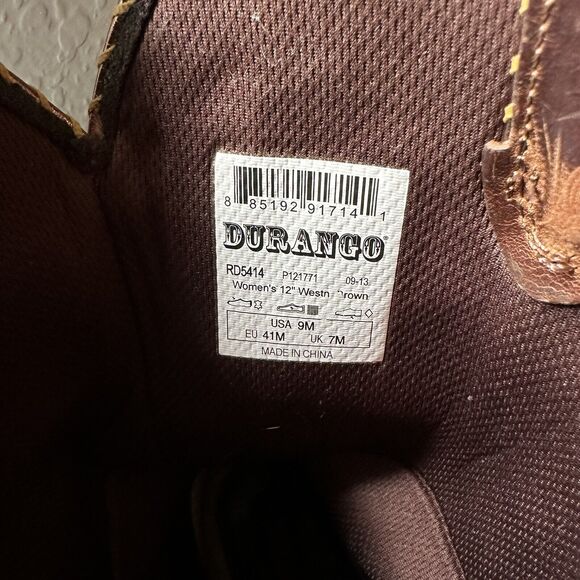 8 85192 91714 1
DURANGO®
RD5414 P121771 09-13
Women's 12" Westn Brown
USA 9M
EU 41M UK 7M
MADE IN CHINA